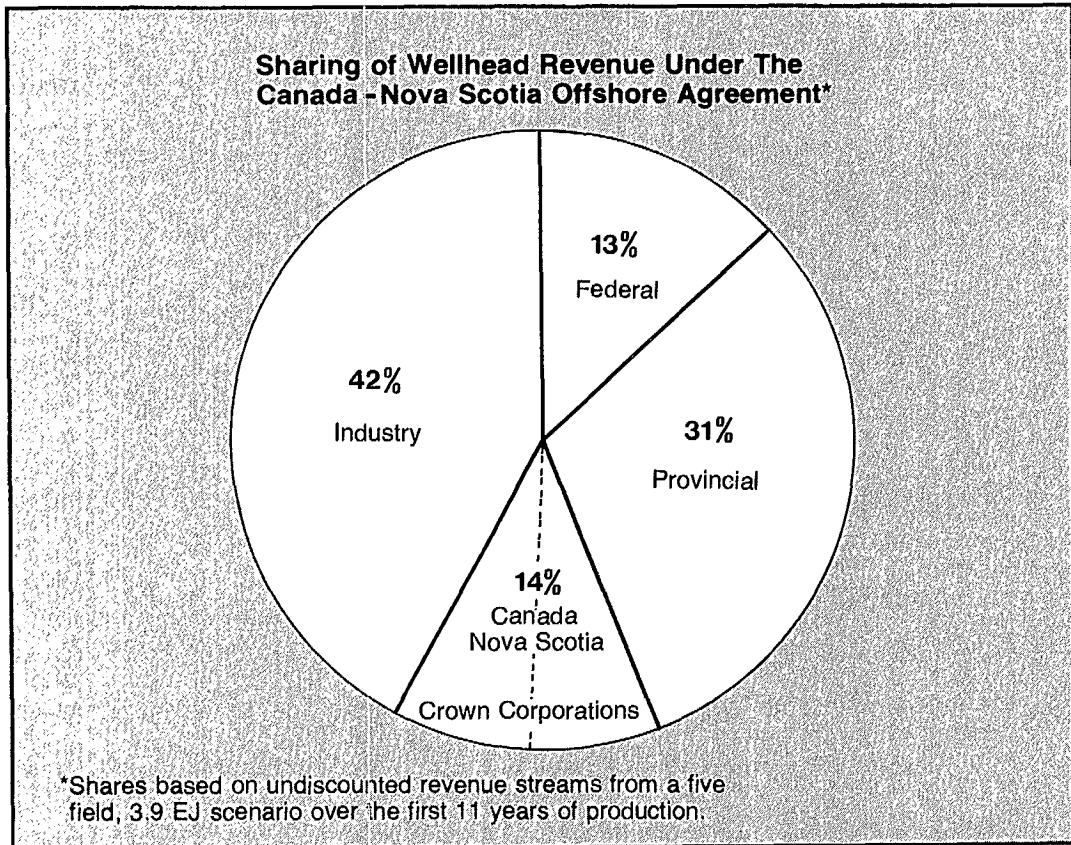 Sharing of Wellhead Revenue Under The
Canada - Nova Scotia Offshore Agreement*
13%
Federal
42%
Industry
31%
Provincial
14%
Canada
Nova Scotia
Crown Corporations
*Shares based on undiscounted revenue streams from a five
field, 3.9 EJ scenario over the first 11 years of production.